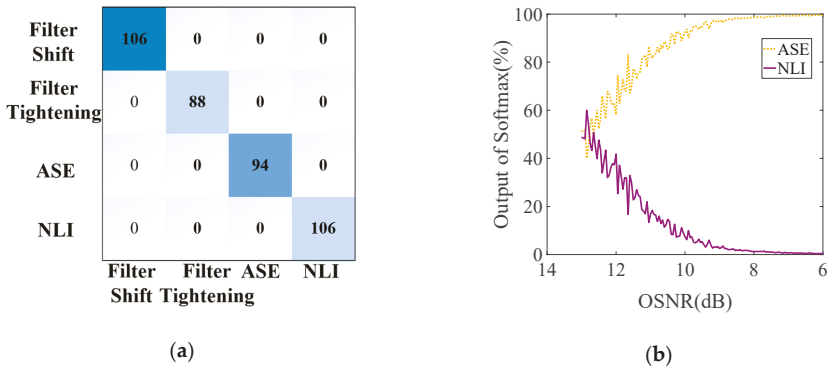 Filter
Shift
106 0 0 0
Filter
Tightening
0 88 0 0
ASE
0 0 94 0
NLI
0 0 0 106
Filter Filter ASE NLI
Shift Tightening
(a)
Output of Softmax(%)
100
80
60
40
20
0
14 12 10 8 6
OSNR(dB)
ASE
NLI
(b)